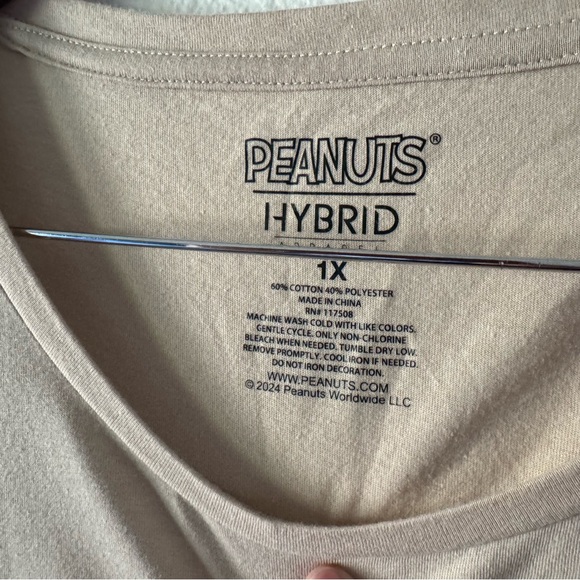 PEANUTS®
HYBRID
APPAREL
1X
60% COTTON 40% POLYESTER
MADE IN CHINA
RN# 117508
MACHINE WASH COLD WITH LIKE COLORS.
GENTLE CYCLE. ONLY NON-CHLORINE
BLEACH WHEN NEEDED. TUMBLE DRY LOW.
REMOVE PROMPTLY. COOL IRON IF NEEDED.
DO NOT IRON DECORATION.
WWW.PEANUTS.COM
© 2024 Peanuts Worldwide LLC